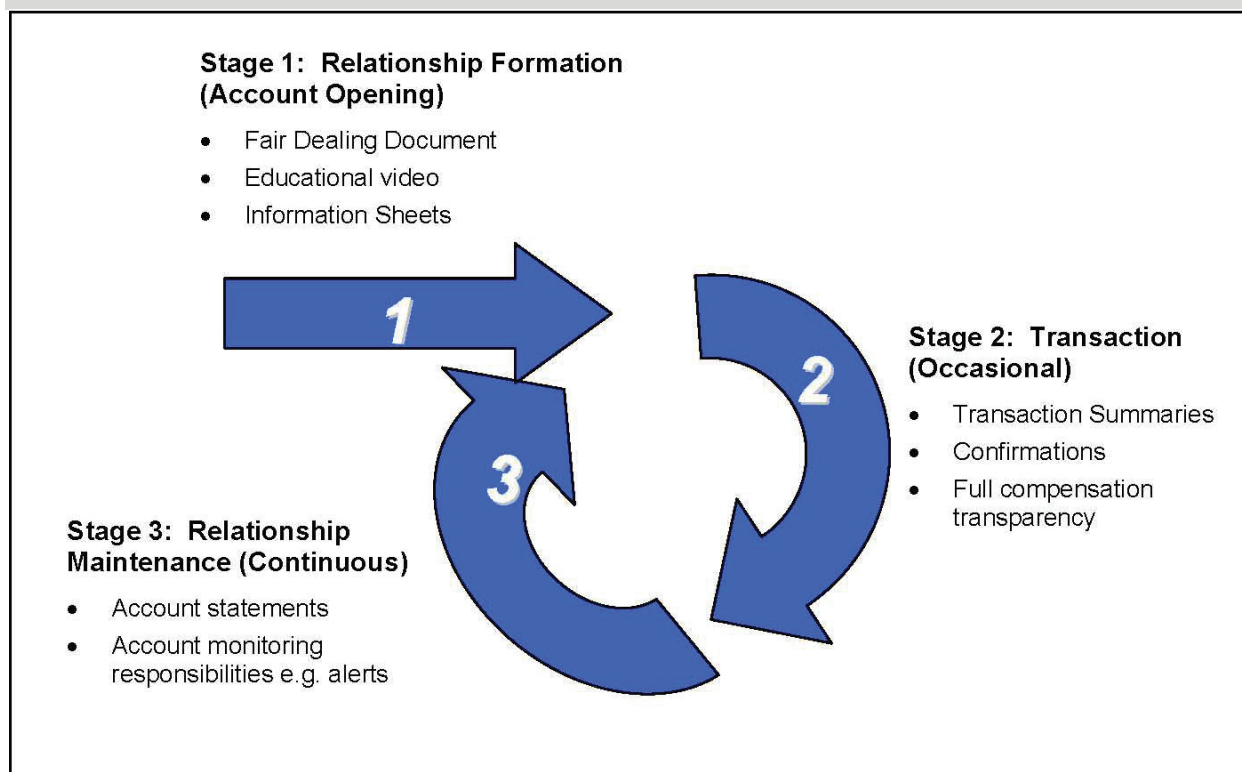 Stage 1: Relationship Formation
(Account Opening)
• Fair Dealing Document
• Educational video
• Information Sheets
1
2
Stage 2: Transaction
(Occasional)
• Transaction Summaries
• Confirmations
• Full compensation
transparency
3
Stage 3: Relationship
Maintenance (Continuous)
• Account statements
• Account monitoring
responsibilities e.g. alerts